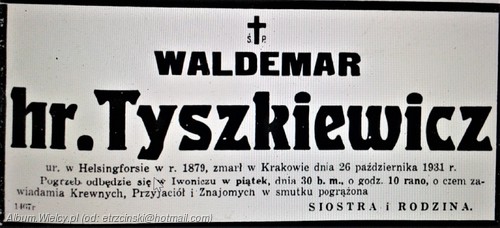 Ś. P.
WALDEMAR
hr. Tyszkiewicz
ur. w Helsingforsie w r. 1879, zmarł w Krakowie dnia 26 października 1931 r.
Pogrzeb odbędzie się w Iwoniczu w piątek, dnia 30 b. m., o godz. 10 rano, o czem za-
wiadamia Krewnych, Przyjaciół i Znajomych w smutku pogrążona
1467r
SIOSTRA i RODZINA.
Album.Wielcy.pl (od: etrzcinski@hotmail.com)